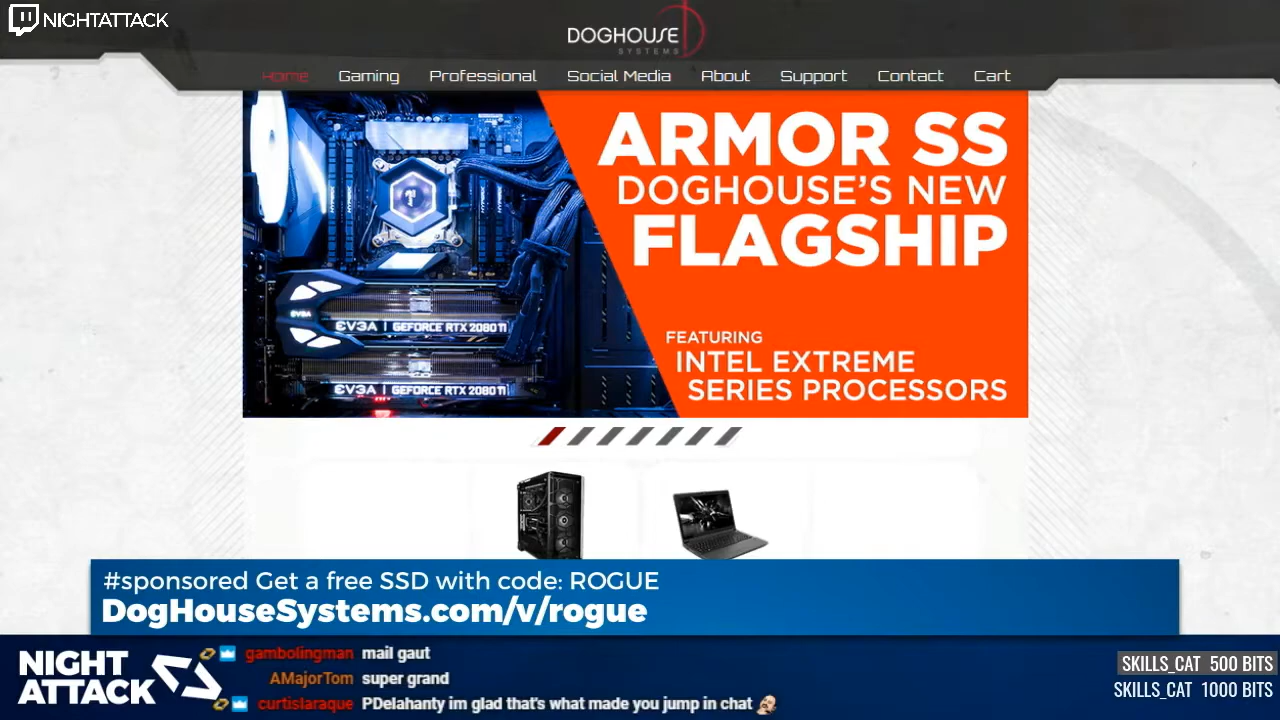 NIGHTATTACK
DOGHOUSE
SYSTEMS
Home Gaming Professional Social Media About Support Contact Cart
ARMOR SS
DOGHOUSE'S NEW
FLAGSHIP
FEATURING
INTEL EXTREME
SERIES PROCESSORS
EVGA
EVGA | GEFORCE RTX 2080 Ti
EVGA | GEFORCE RTX 2080 Ti
#sponsored Get a free SSD with code: ROGUE
DogHouseSystems.com/v/rogue
NIGHT
ATTACK
gambolingman mail gaut
AMajorTom super grand
curtislaraque PDelahanty im glad that's what made you jump in chat
SKILLS_CAT 500 BITS
SKILLS_CAT 1000 BITS